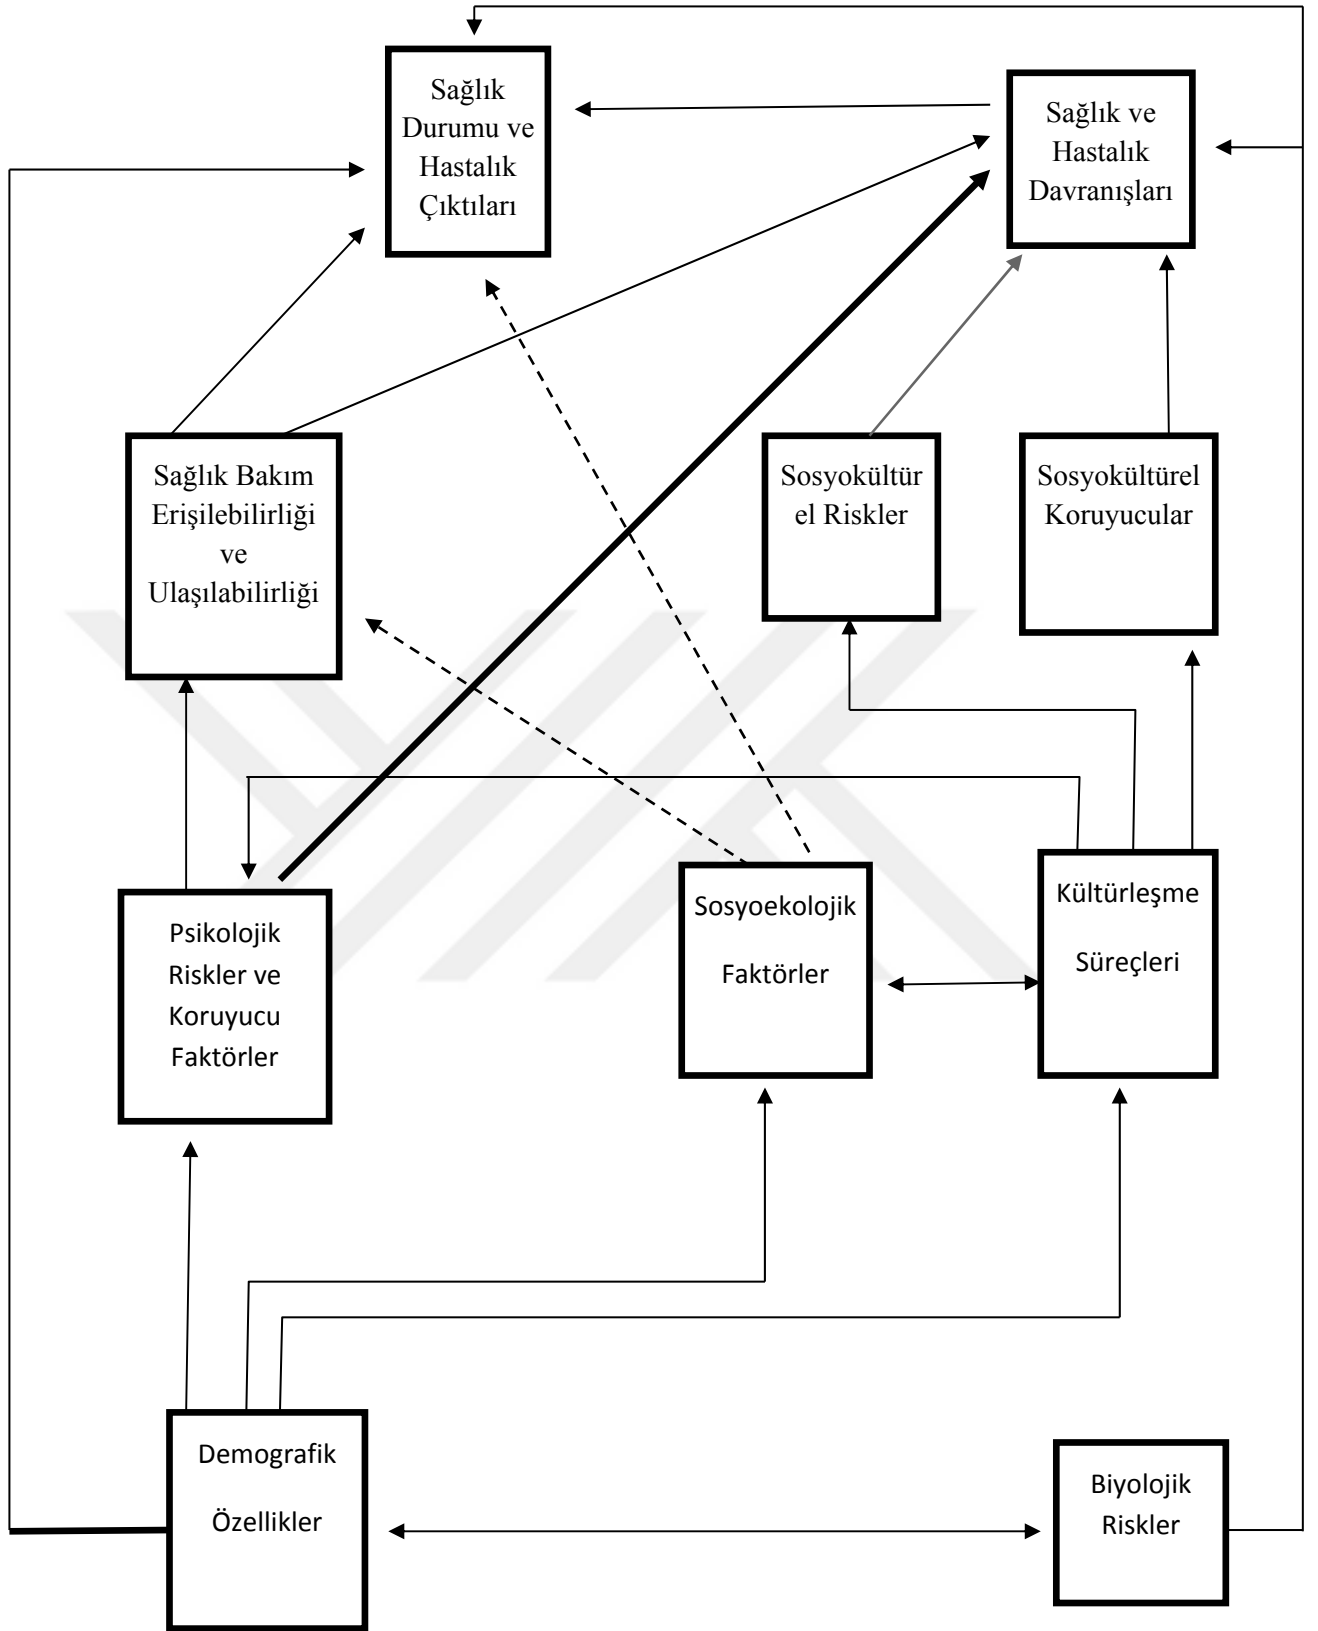 Sağlık
Durumu ve
Hastalık
Çıktıları
Sağlık ve
Hastalık
Davranışları
Sağlık Bakım
Erişilebilirliği
ve
Ulaşılabilirliği
Sosyokültür
el Riskler
Sosyokültürel
Koruyucular
Psikolojik
Riskler ve
Koruyucu
Faktörler
Sosyoekolojik
Faktörler
Kültürleşme
Süreçleri
Demografik
Özellikler
Biyolojik
Riskler